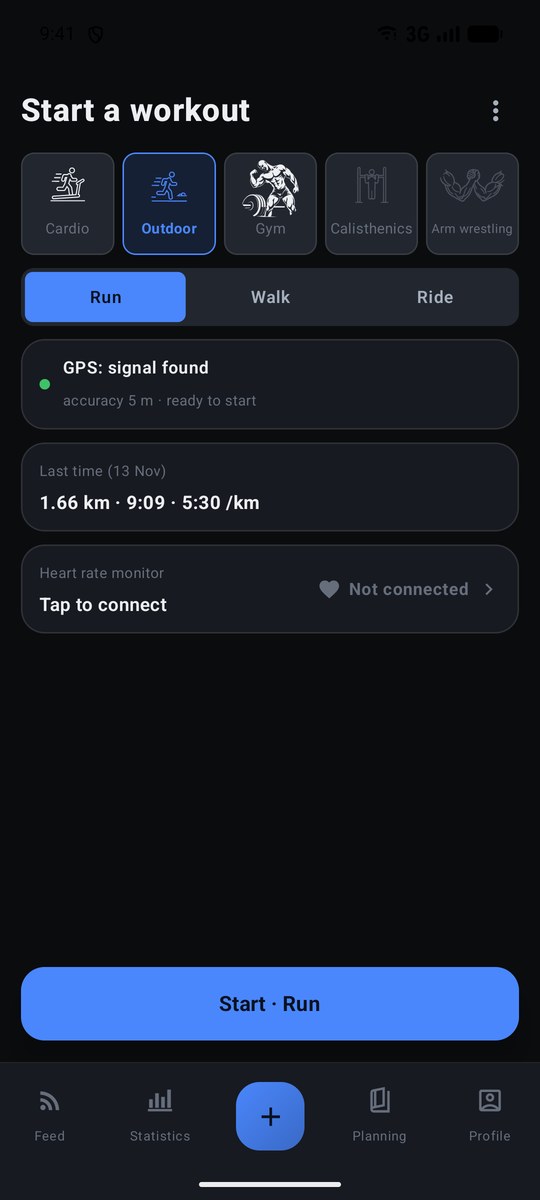 9:41
3G
Start a workout
Cardio
Outdoor
Gym
Calisthenics
Arm wrestling
Run
Walk
Ride
GPS: signal found
accuracy 5 m · ready to start
Last time (13 Nov)
1.66 km · 9:09 · 5:30 /km
Heart rate monitor
Tap to connect
Not connected
Start · Run
Feed
Statistics
Planning
Profile